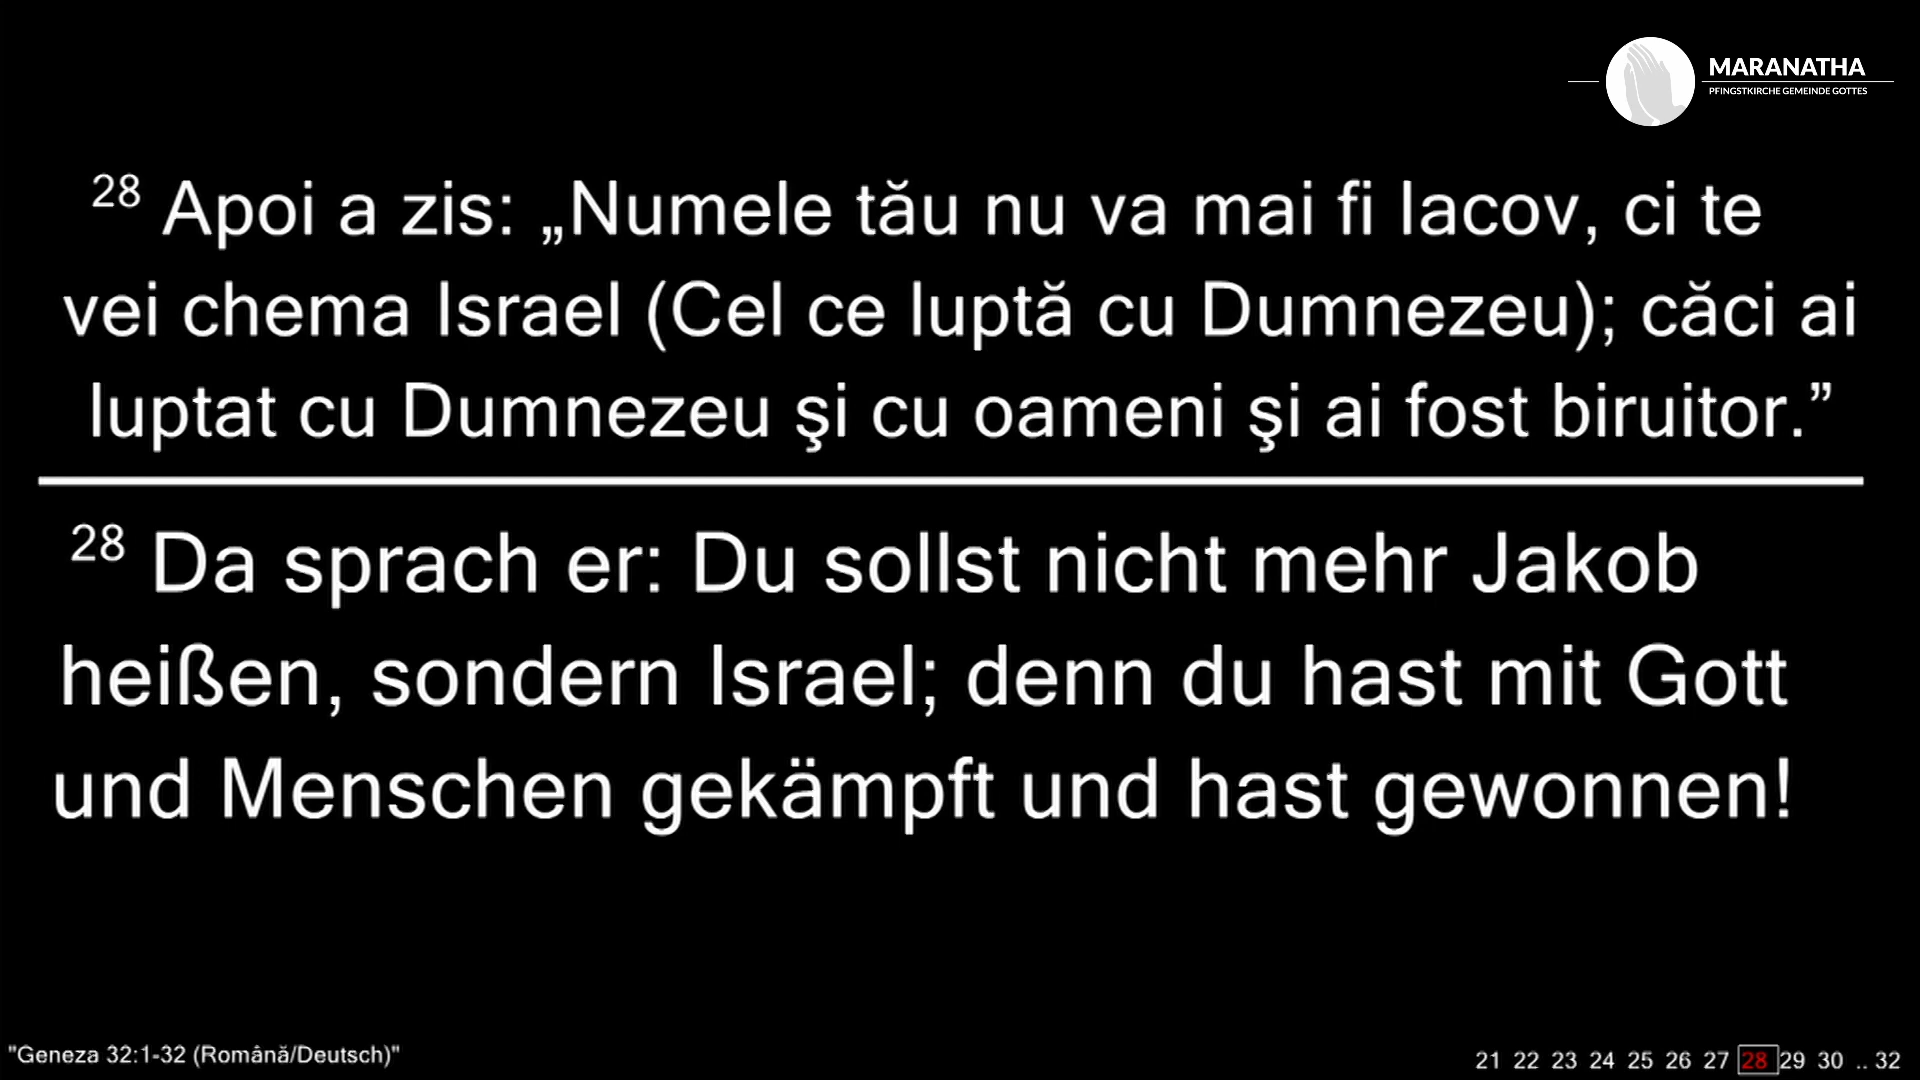 MARANATHA
PFINGSTKIRCHE GEMEINDE GOTTES
28 Apoi a zis: „Numele tău nu va mai fi Iacov, ci te
vei chema Israel (Cel ce luptă cu Dumnezeu); căci ai
luptat cu Dumnezeu şi cu oameni şi ai fost biruitor.”
28 Da sprach er: Du sollst nicht mehr Jakob
heißen, sondern Israel; denn du hast mit Gott
und Menschen gekämpft und hast gewonnen!
"Geneza 32:1-32 (Română/Deutsch)"
21 22 23 24 25 26 27 28 29 30 .. 32